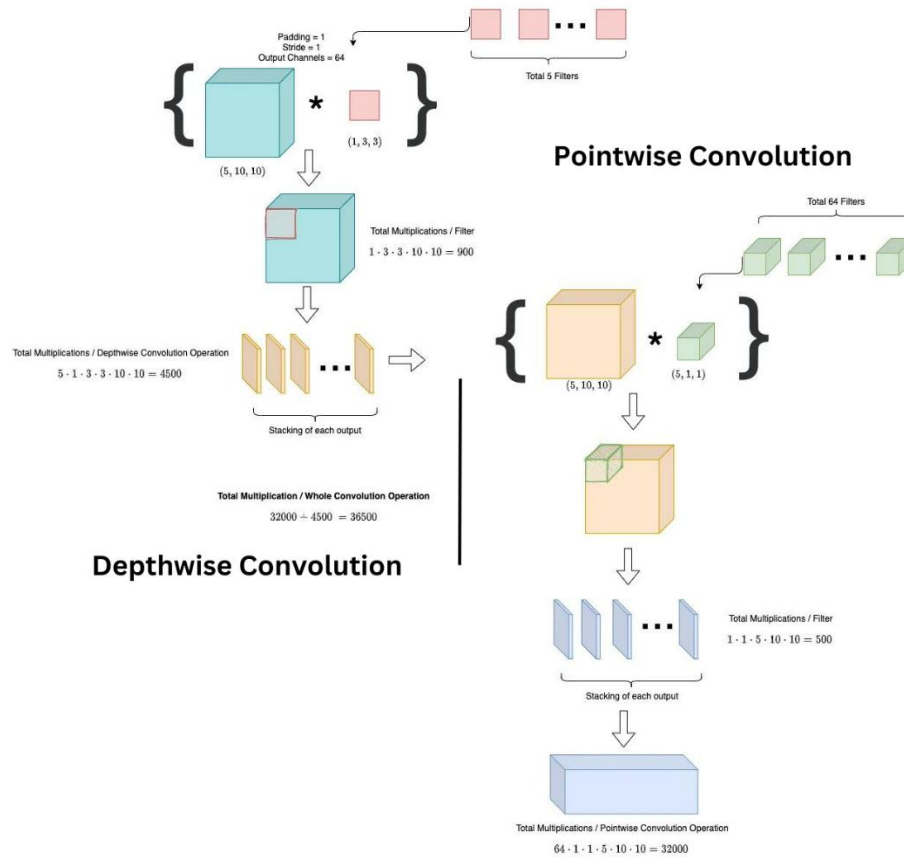 Padding = 1
Stride = 1
Output Channels = 64
Total 5 Filters
{ * }
(1, 3, 3)
(5, 10, 10)
Total Multiplications / Filter
1 · 3 · 3 · 10 · 10 = 900
Total Multiplications / Depthwise Convolution Operation
5 · 1 · 3 · 3 · 10 · 10 = 4500
Stacking of each output
Total Multiplication / Whole Convolution Operation
32000 + 4500 = 36500
Depthwise Convolution
Pointwise Convolution
Total 64 Filters
{ * }
(5, 1, 1)
(5, 10, 10)
Total Multiplications / Filter
1 · 1 · 5 · 10 · 10 = 500
Stacking of each output
Total Multiplications / Pointwise Convolution Operation
64 · 1 · 1 · 5 · 10 · 10 = 32000